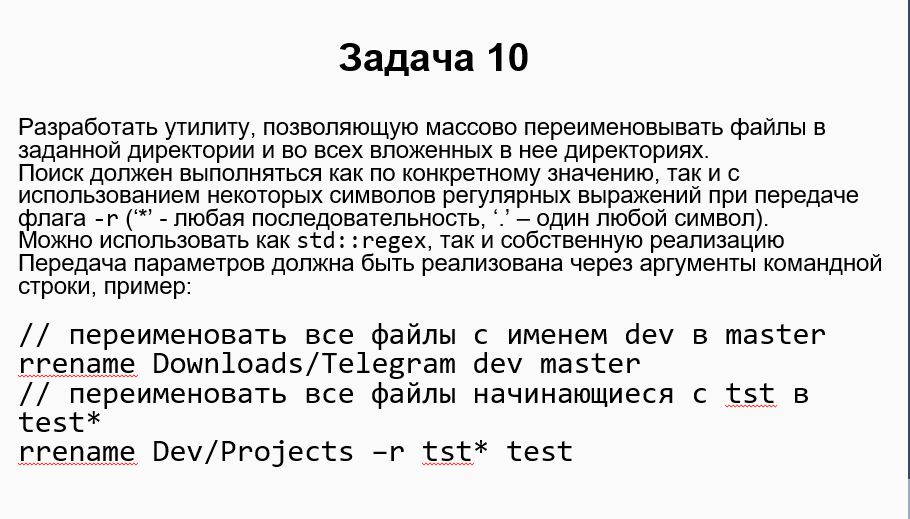 Задача 10
Разработать утилиту, позволяющую массово переименовывать файлы в
заданной директории и во всех вложенных в нее директориях.
Поиск должен выполняться как по конкретному значению, так и с
использованием некоторых символов регулярных выражений при передаче
флага -r (‘*’ - любая последовательность, ‘.’ – один любой символ).
Можно использовать как std::regex, так и собственную реализацию
Передача параметров должна быть реализована через аргументы командной
строки, пример:
// переименовать все файлы с именем dev в master
rrename Downloads/Telegram dev master
// переименовать все файлы начинающиеся с tst в
test*
rrename Dev/Projects –r tst* test